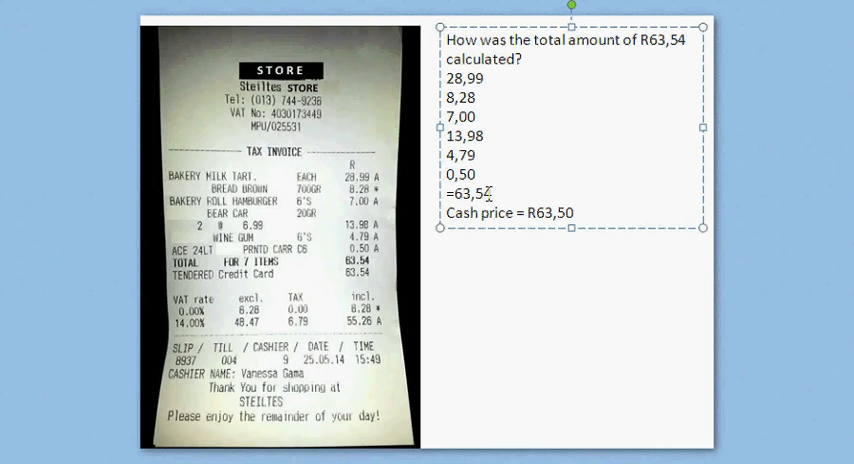 STORE
Steiltes STORE
Tel: (013) 744-9238
VAT No: 4030173449
MPU/025531
TAX INVOICE
R
BAKERY MILK TART. EACH 28.99 A
BREAD BROWN 700GR 8.28 *
BAKERY ROLL HAMBURGER 6'S 7.00 A
BEAR CAR 20GR
2 @ 6.99 13.98 A
WINE GUM 6'S 4.79 A
ACE 24LT PRNTD CARR C6 0.50 A
TOTAL FOR 7 ITEMS 63.54
TENDERED Credit Card 63.54
VAT rate excl. TAX incl.
0.00% 8.28 0.00 8.28 *
14.00% 48.47 6.79 55.26 A
SLIP / TILL / CASHIER / DATE / TIME
8937 004 9 25.05.14 15:49
CASHIER NAME: Vanessa Gama
Thank You for shopping at
STEILTES
Please enjoy the remainder of your day!
How was the total amount of R63,54
calculated?
28,99
8,28
7,00
13,98
4,79
0,50
=63,54
Cash price = R63,50